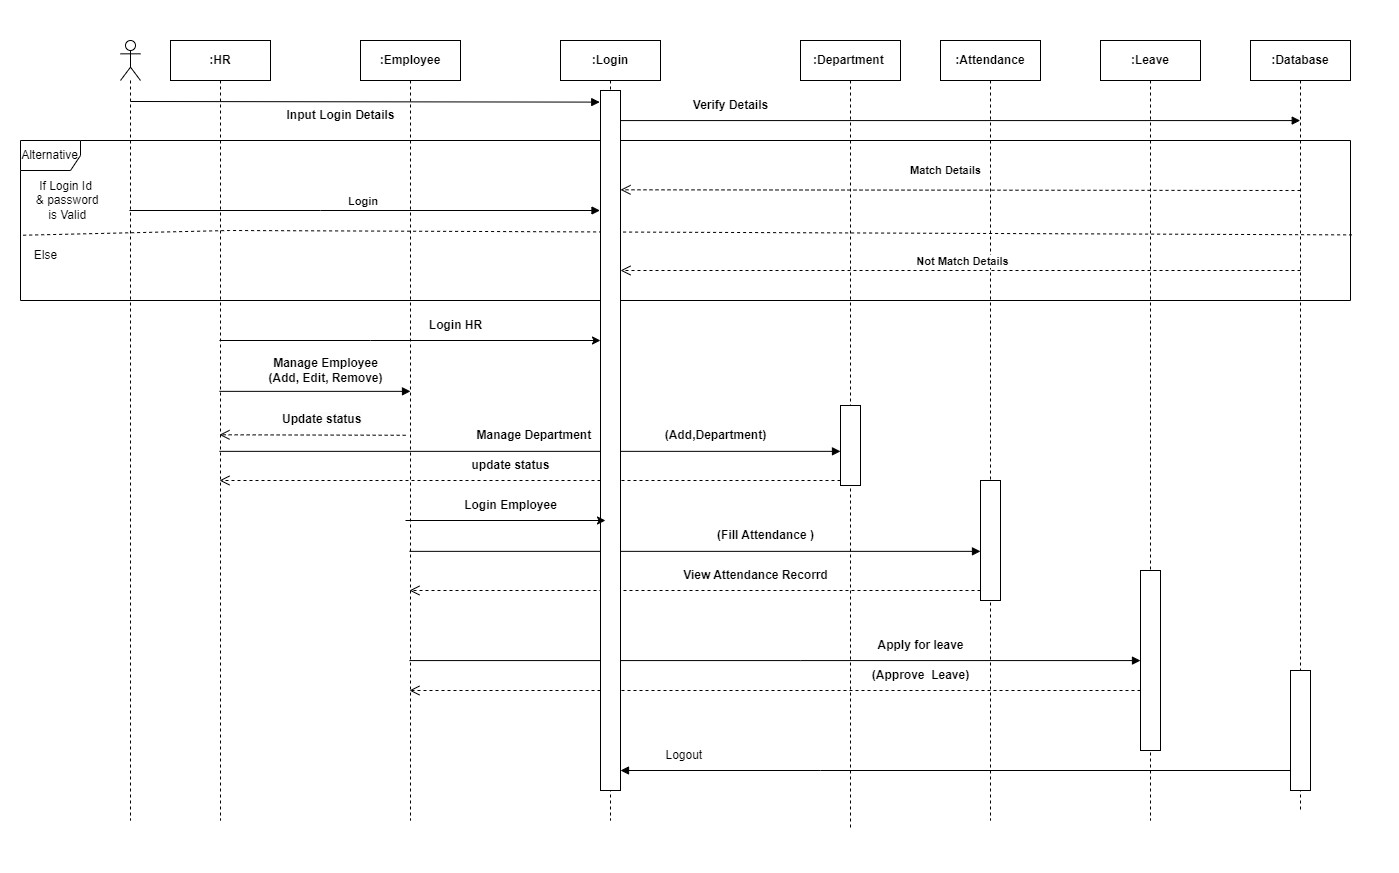 :HR
:Employee
:Login
:Department
:Attendance
:Leave
:Database
Input Login Details
Verify Details
Alternative
Match Details
If Login Id
& password
is Valid
Login
Else
Not Match Details
Login HR
Manage Employee
(Add, Edit, Remove)
Update status
Manage Department
(Add,Department)
update status
Login Employee
(Fill Attendance )
View Attendance Recorrd
Apply for leave
(Approve  Leave)
Logout